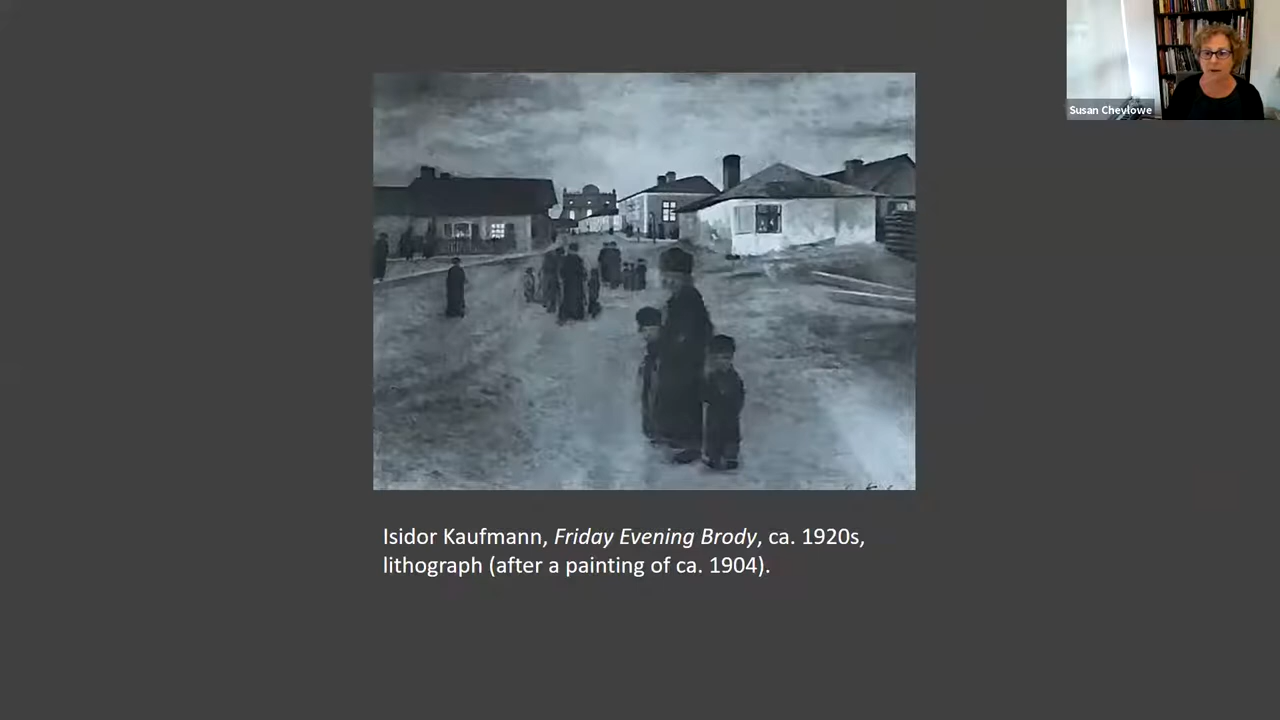 Susan Chevlowe
Isidor Kaufmann, Friday Evening Brody, ca. 1920s,
lithograph (after a painting of ca. 1904).